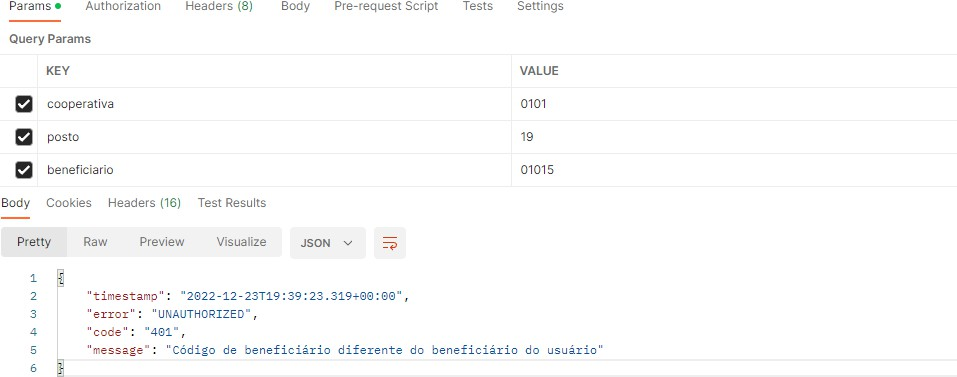 Params Authorization Headers (8) Body Pre-request Script Tests Settings
Query Params
KEY VALUE
cooperativa 0101
posto 19
beneficiario 01015
Body Cookies Headers (16) Test Results
Pretty Raw Preview Visualize JSON
1 {
2 "timestamp": "2022-12-23T19:39:23.319+00:00",
3 "error": "UNAUTHORIZED",
4 "code": "401",
5 "message": "Código de beneficiário diferente do beneficiário do usuário"
6 }